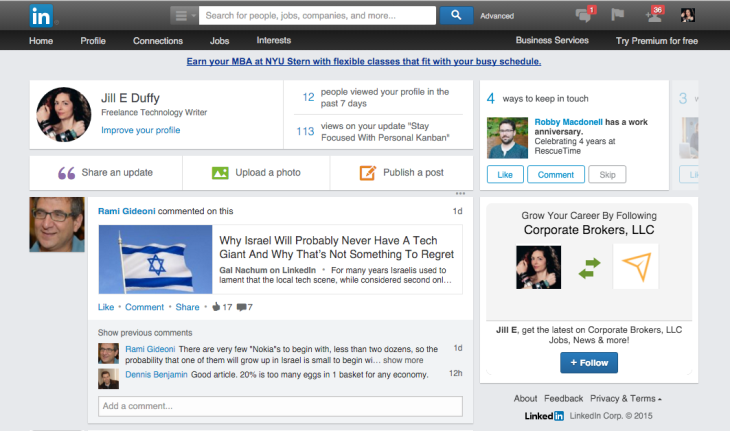 in
Search for people, jobs, companies, and more...
Advanced
1
36
Home
Profile
Connections
Jobs
Interests
Business Services
Try Premium for free
Earn your MBA at NYU Stern with flexible classes that fit with your busy schedule.
Jill E Duffy
Freelance Technology Writer
Improve your profile
12 people viewed your profile in the
past 7 days
113 views on your update "Stay
Focused With Personal Kanban"
4 ways to keep in touch
3
Robby Macdonell has a work
anniversary.
Celebrating 4 years at
RescueTime
Like
Comment
Skip
Li
Share an update
Upload a photo
Publish a post
Rami Gideoni commented on this
1d
Why Israel Will Probably Never Have A Tech
Giant And Why That's Not Something To Regret
Gal Nachum on LinkedIn • For many years Israelis used to
lament that the local tech scene, while considered second onl...
Like • Comment • Share • 17 7
Show previous comments
Rami Gideoni There are very few "Nokia"s to begin with, less than two dozens, so the
1d
probability that one of them will grow up in Israel is small to begin wi... show more
Dennis Benjamin Good article. 20% is too many eggs in 1 basket for any economy.
12h
Add a comment...
Grow Your Career By Following
Corporate Brokers, LLC
Jill E, get the latest on Corporate Brokers, LLC
Jobs, News & more!
+ Follow
About Feedback Privacy & Terms
Linked in LinkedIn Corp. © 2015